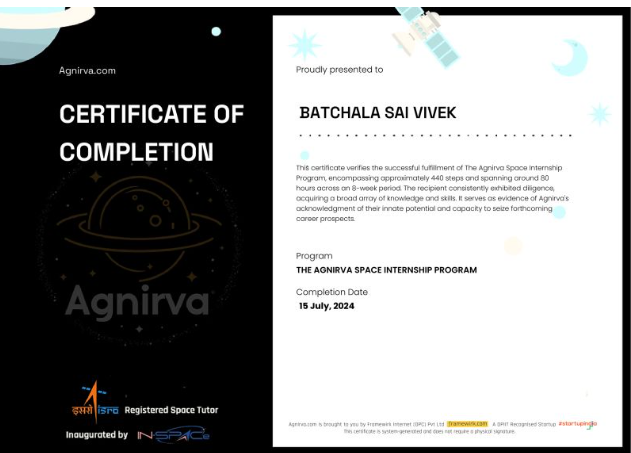 Agnirva.com
CERTIFICATE OF
COMPLETION
Agnirva
इसरो isro Registered Space Tutor
Inaugurated by IN-SPACe
Proudly presented to
BATCHALA SAI VIVEK
This certificate verifies the successful fulfillment of The Agnirva Space Internship
Program, encompassing approximately 440 steps and spanning around 80
hours across an 8-week period. The recipient consistently exhibited diligence,
acquiring a broad array of knowledge and skills. It serves as evidence of Agnirva's
acknowledgment of their innate potential and capacity to seize forthcoming
career prospects.
Program
THE AGNIRVA SPACE INTERNSHIP PROGRAM
Completion Date
15 July, 2024
Agnirva.com is brought to you by Framewirk Internet (OPC) Pvt Ltd framewirk.com A DPIIT Recognised Startup #startupindia
This certificate is system-generated and does not require a physical signature.